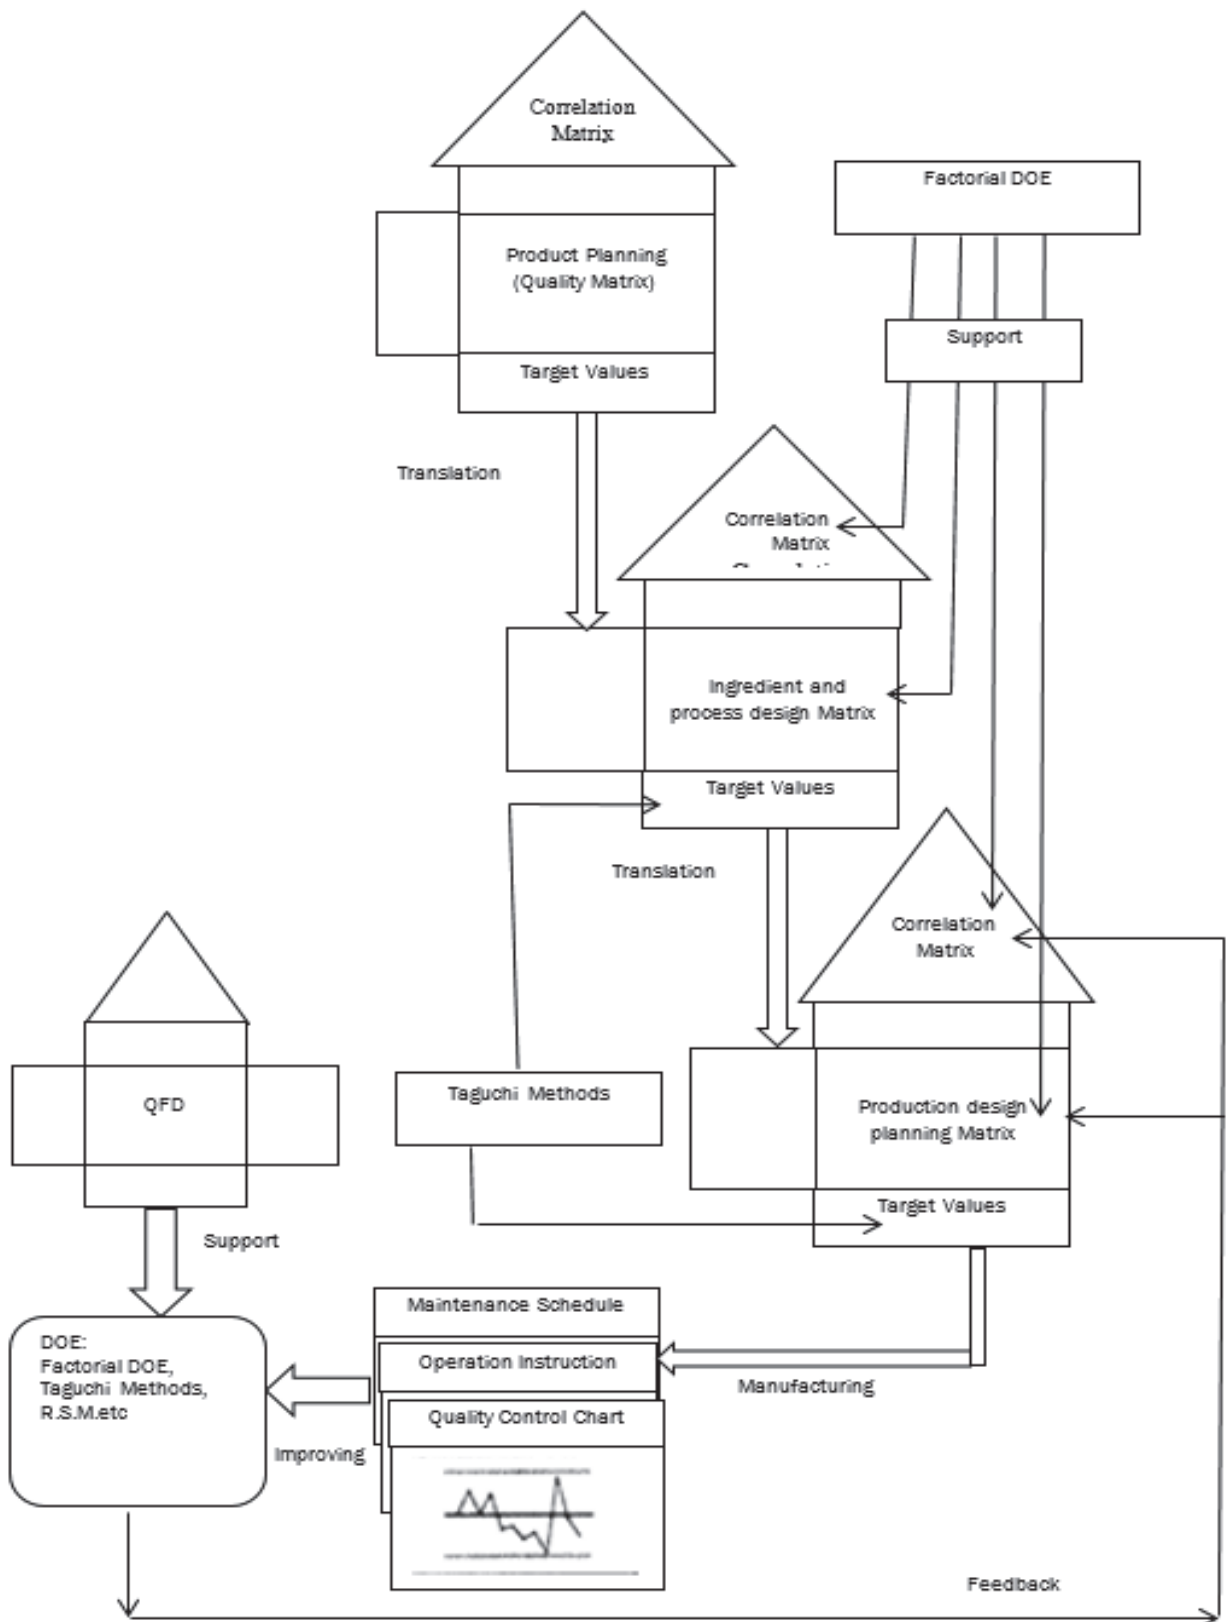 Correlation
Matrix
Factorial DOE
Product Planning
(Quality Matrix)
Support
Target Values
Translation
Correlation
Matrix
Ingredient and
process design Matrix
Target Values
Translation
Correlation
Matrix
QFD
Taguchi Methods
Production design
planning Matrix
Target Values
Support
Maintenance Schedule
DOE:
Factorial DOE,
Taguchi Methods,
R.S.M.etc
Operation Instruction
Manufacturing
Quality Control Chart
Improving
Feedback